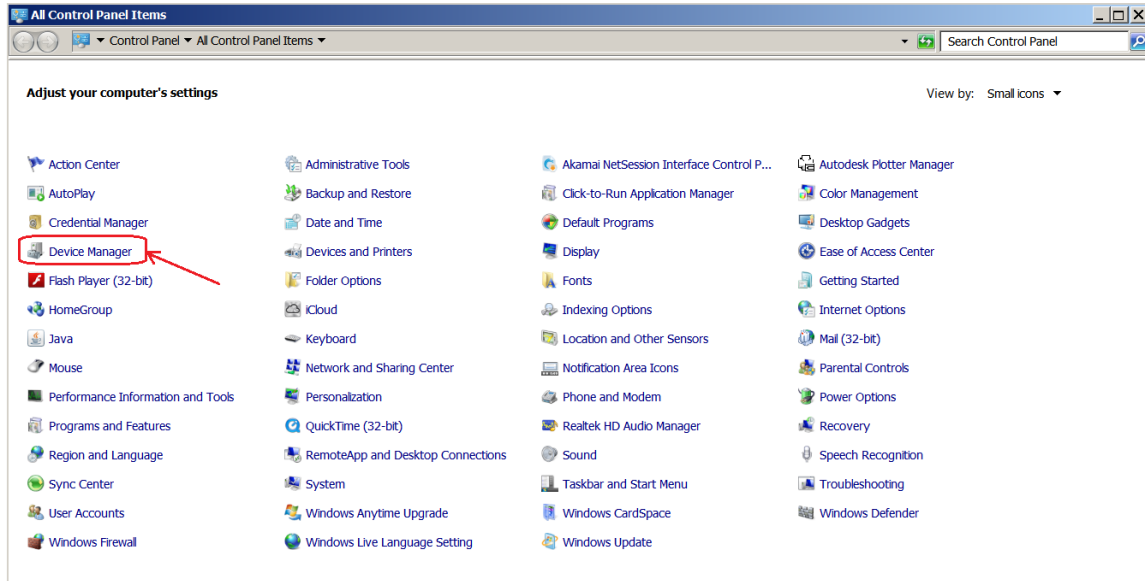 All Control Panel Items
Control Panel All Control Panel Items Search Control Panel
Adjust your computer's settings View by: Small icons
Action Center Administrative Tools Akamai NetSession Interface Control P... Autodesk Plotter Manager
AutoPlay Backup and Restore Click-to-Run Application Manager Color Management
Credential Manager Date and Time Default Programs Desktop Gadgets
Device Manager Devices and Printers Display Ease of Access Center
Flash Player (32-bit) Folder Options Fonts Getting Started
HomeGroup iCloud Indexing Options Internet Options
Java Keyboard Location and Other Sensors Mail (32-bit)
Mouse Network and Sharing Center Notification Area Icons Parental Controls
Performance Information and Tools Personalization Phone and Modem Power Options
Programs and Features QuickTime (32-bit) Realtek HD Audio Manager Recovery
Region and Language RemoteApp and Desktop Connections Sound Speech Recognition
Sync Center System Taskbar and Start Menu Troubleshooting
User Accounts Windows Anytime Upgrade Windows CardSpace Windows Defender
Windows Firewall Windows Live Language Setting Windows Update